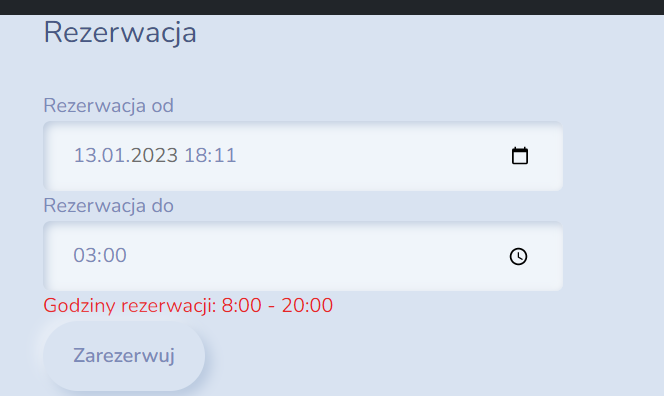 Rezerwacja
Rezerwacja od
13.01.2023 18:11
Rezerwacja do
03:00
Godziny rezerwacji: 8:00 - 20:00
Zarezerwuj